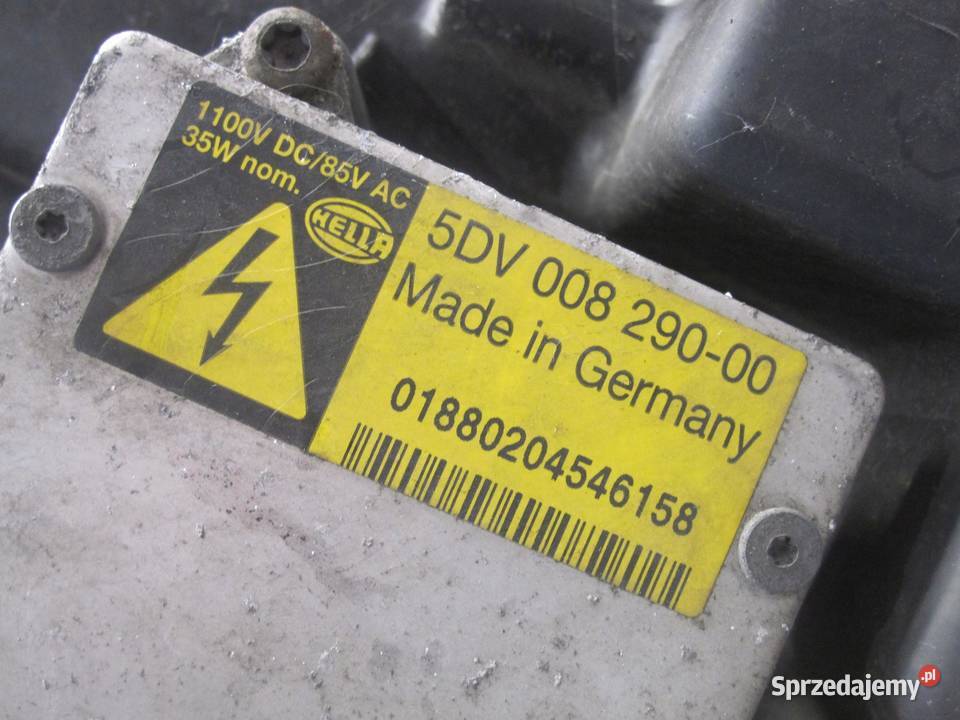 1100V DC/85V AC
35W nom.
HELLA
5DV 008 290-00
Made in Germany
01880204546158
Sprzedajemy.pl